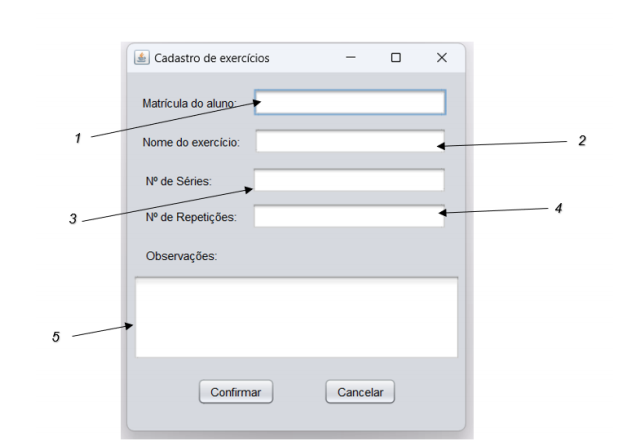 Cadastro de exercícios
Matrícula do aluno:
1
Nome do exercício:
2
Nº de Séries:
3
Nº de Repetições:
4
Observações:
5
Confirmar
Cancelar